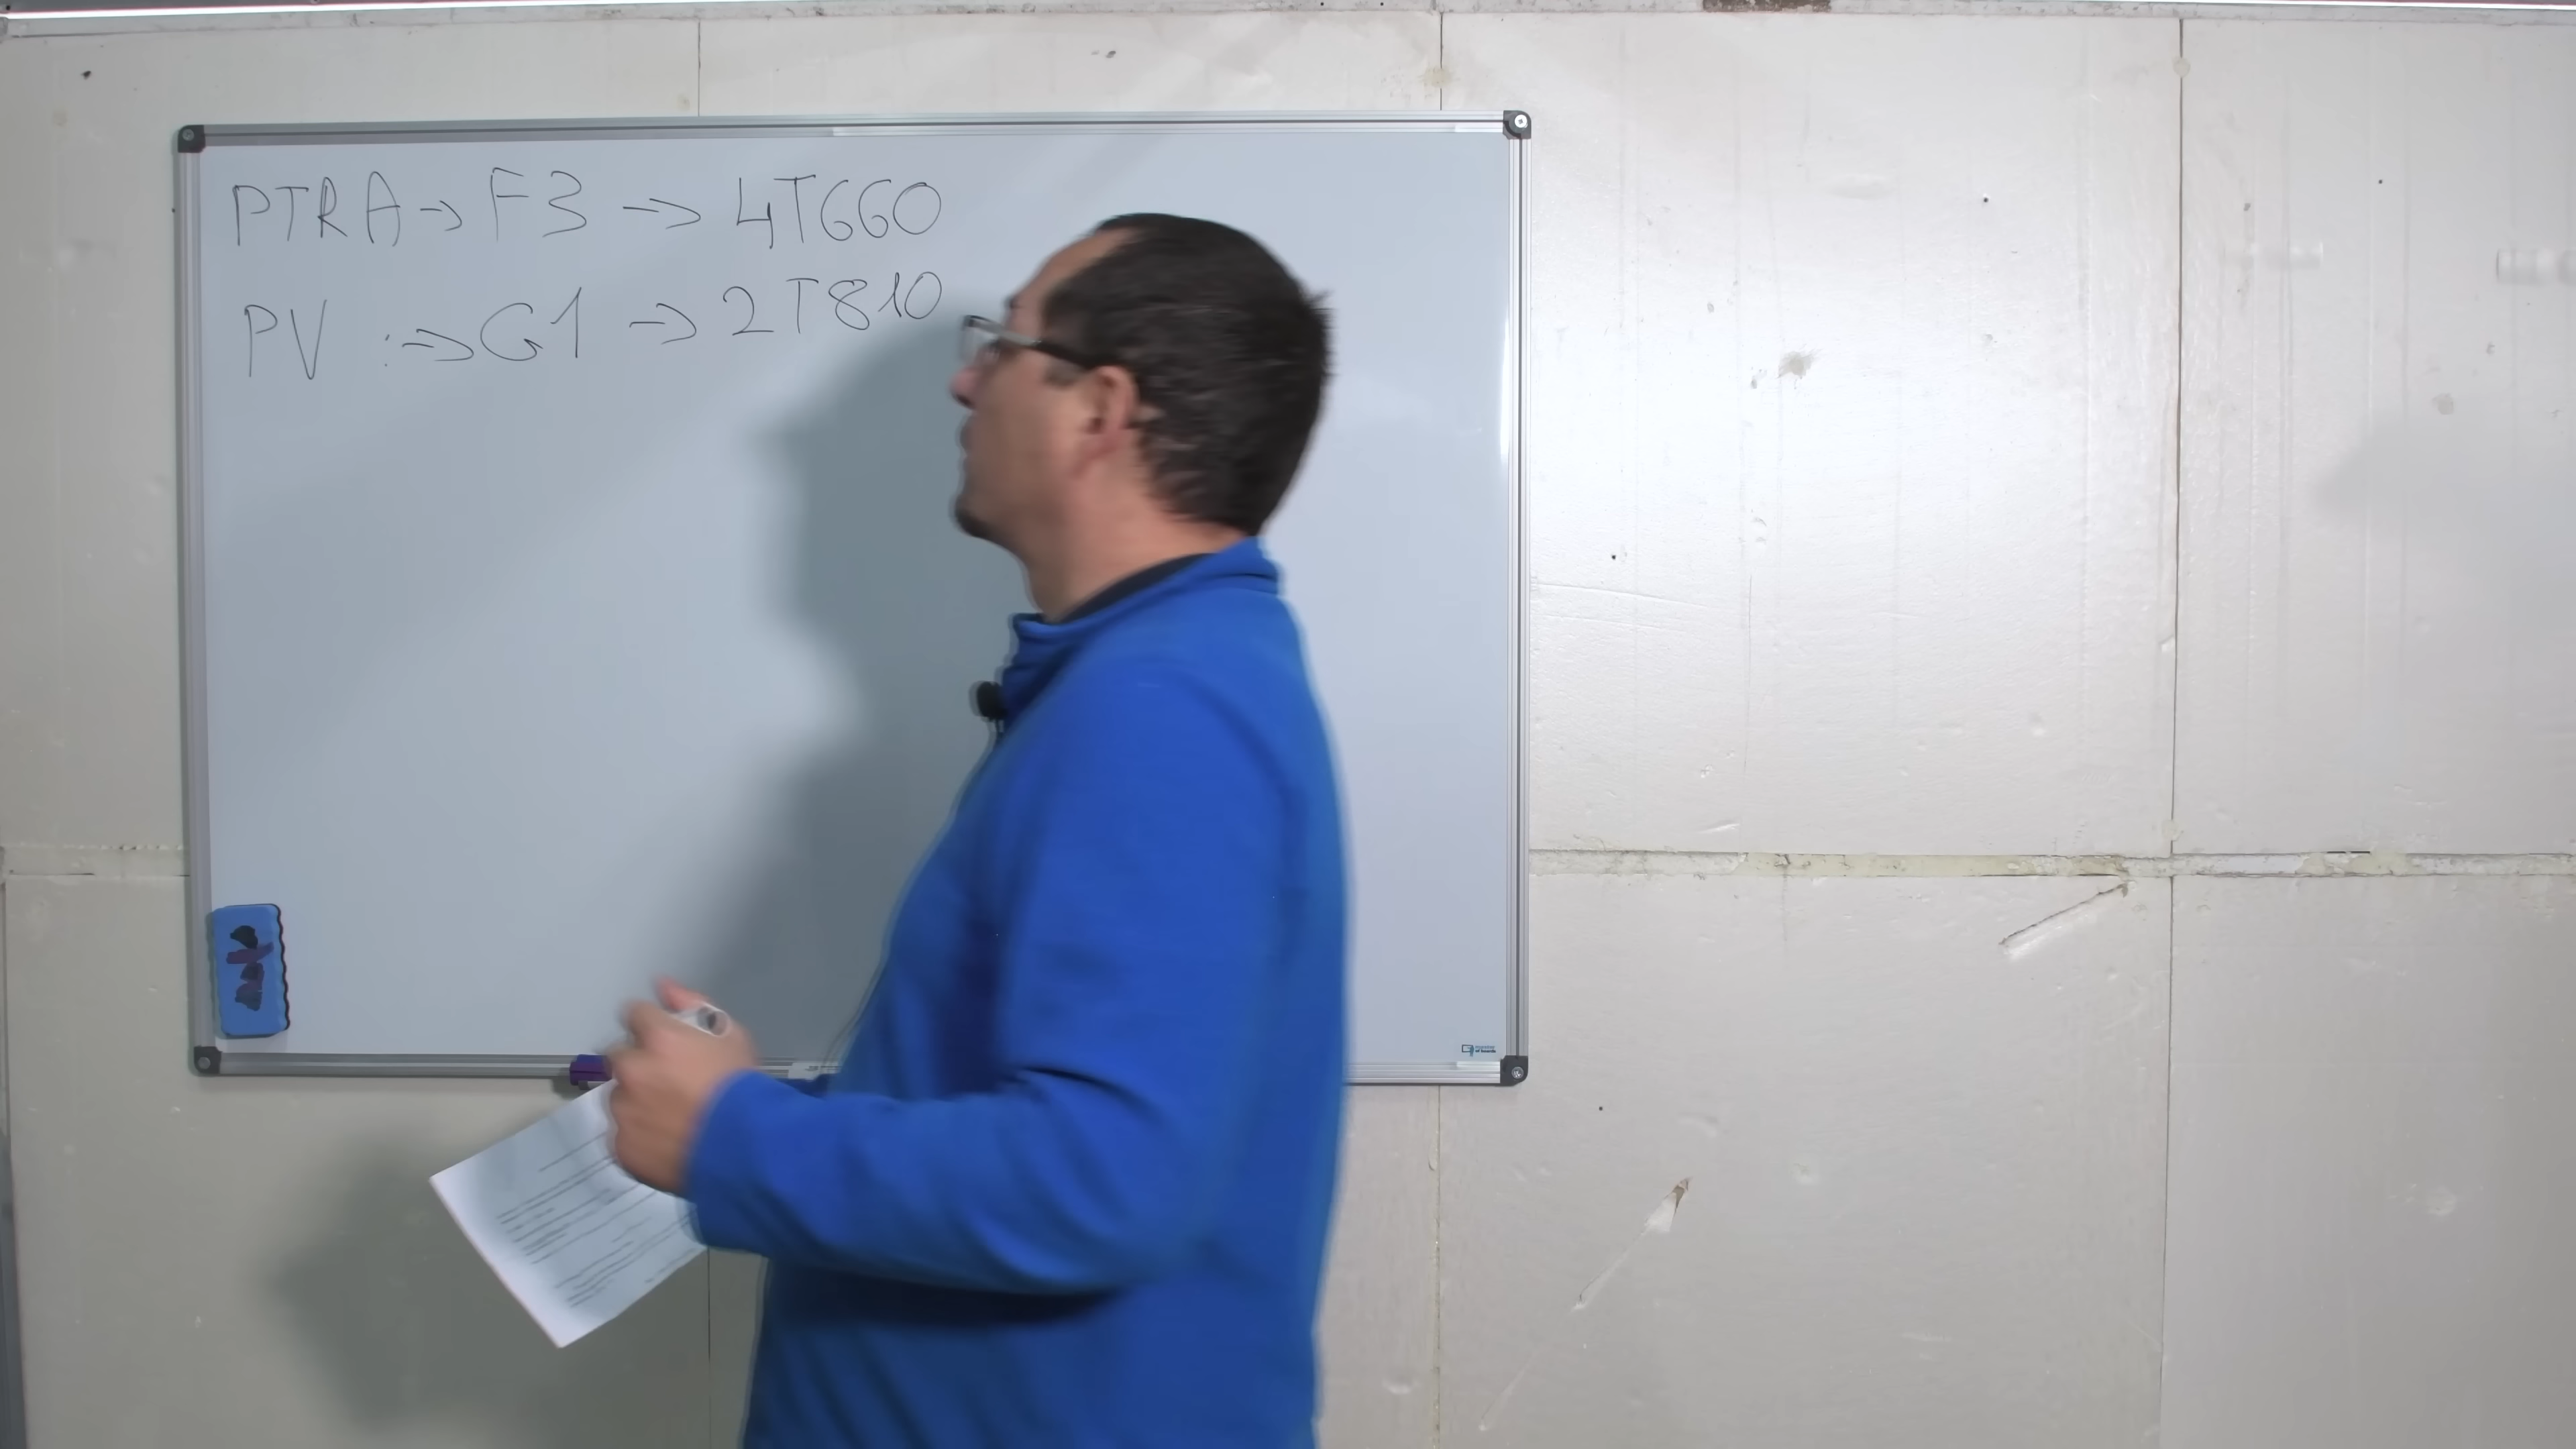 PTRA → F3 → 4T660
PV :→ G1 → 2T810